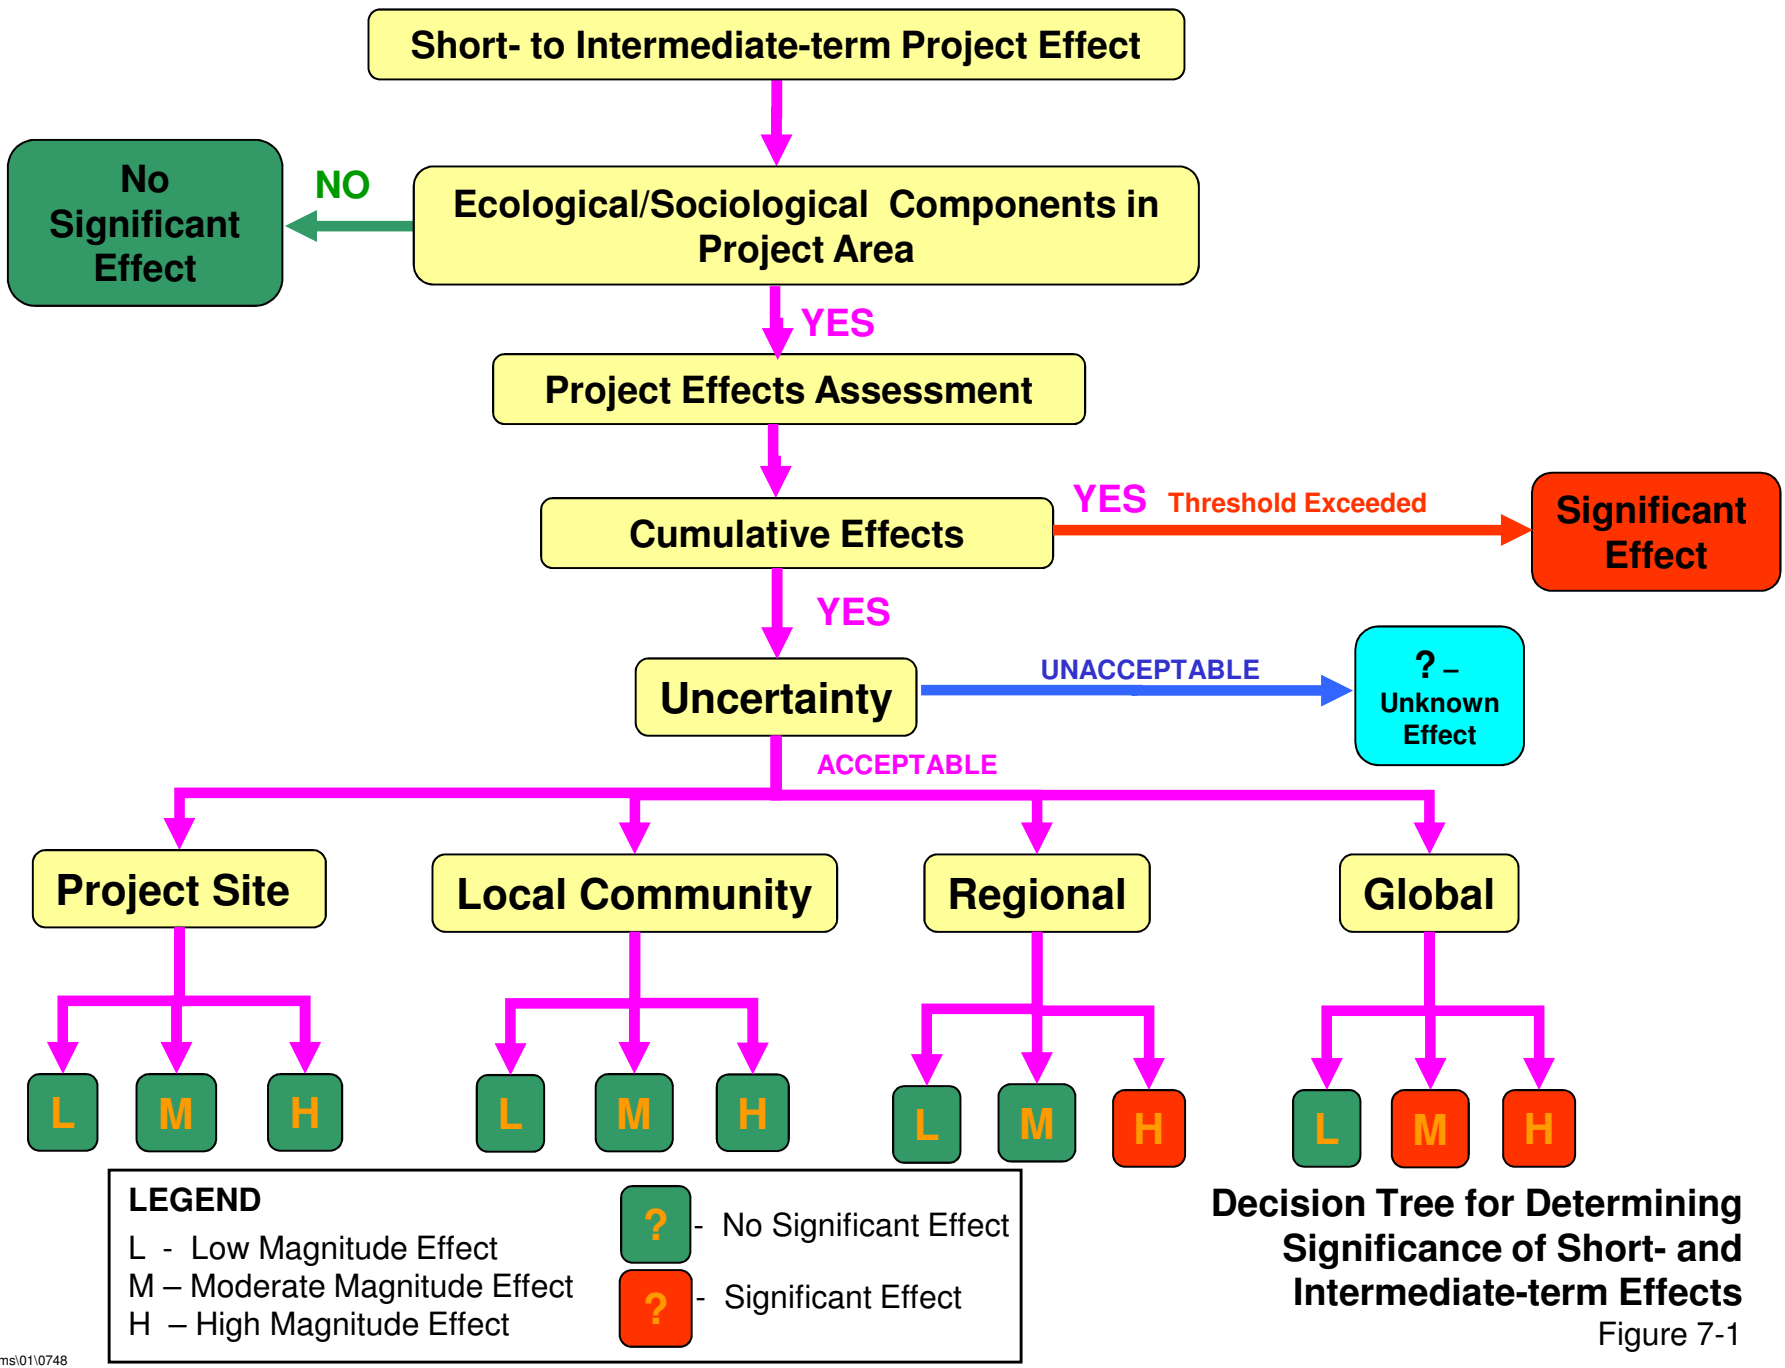 Short- to Intermediate-term Project Effect
No
Significant
Effect
NO
Ecological/Sociological Components in
Project Area
YES
Project Effects Assessment
Cumulative Effects
YES Threshold Exceeded
Significant
Effect
YES
Uncertainty
UNACCEPTABLE
? –
Unknown
Effect
ACCEPTABLE
Project Site
Local Community
Regional
Global
L M H L M H L M H L M H
LEGEND
L - Low Magnitude Effect
M – Moderate Magnitude Effect
H – High Magnitude Effect
? - No Significant Effect
? - Significant Effect
Decision Tree for Determining
Significance of Short- and
Intermediate-term Effects
Figure 7-1
ms\01\0748